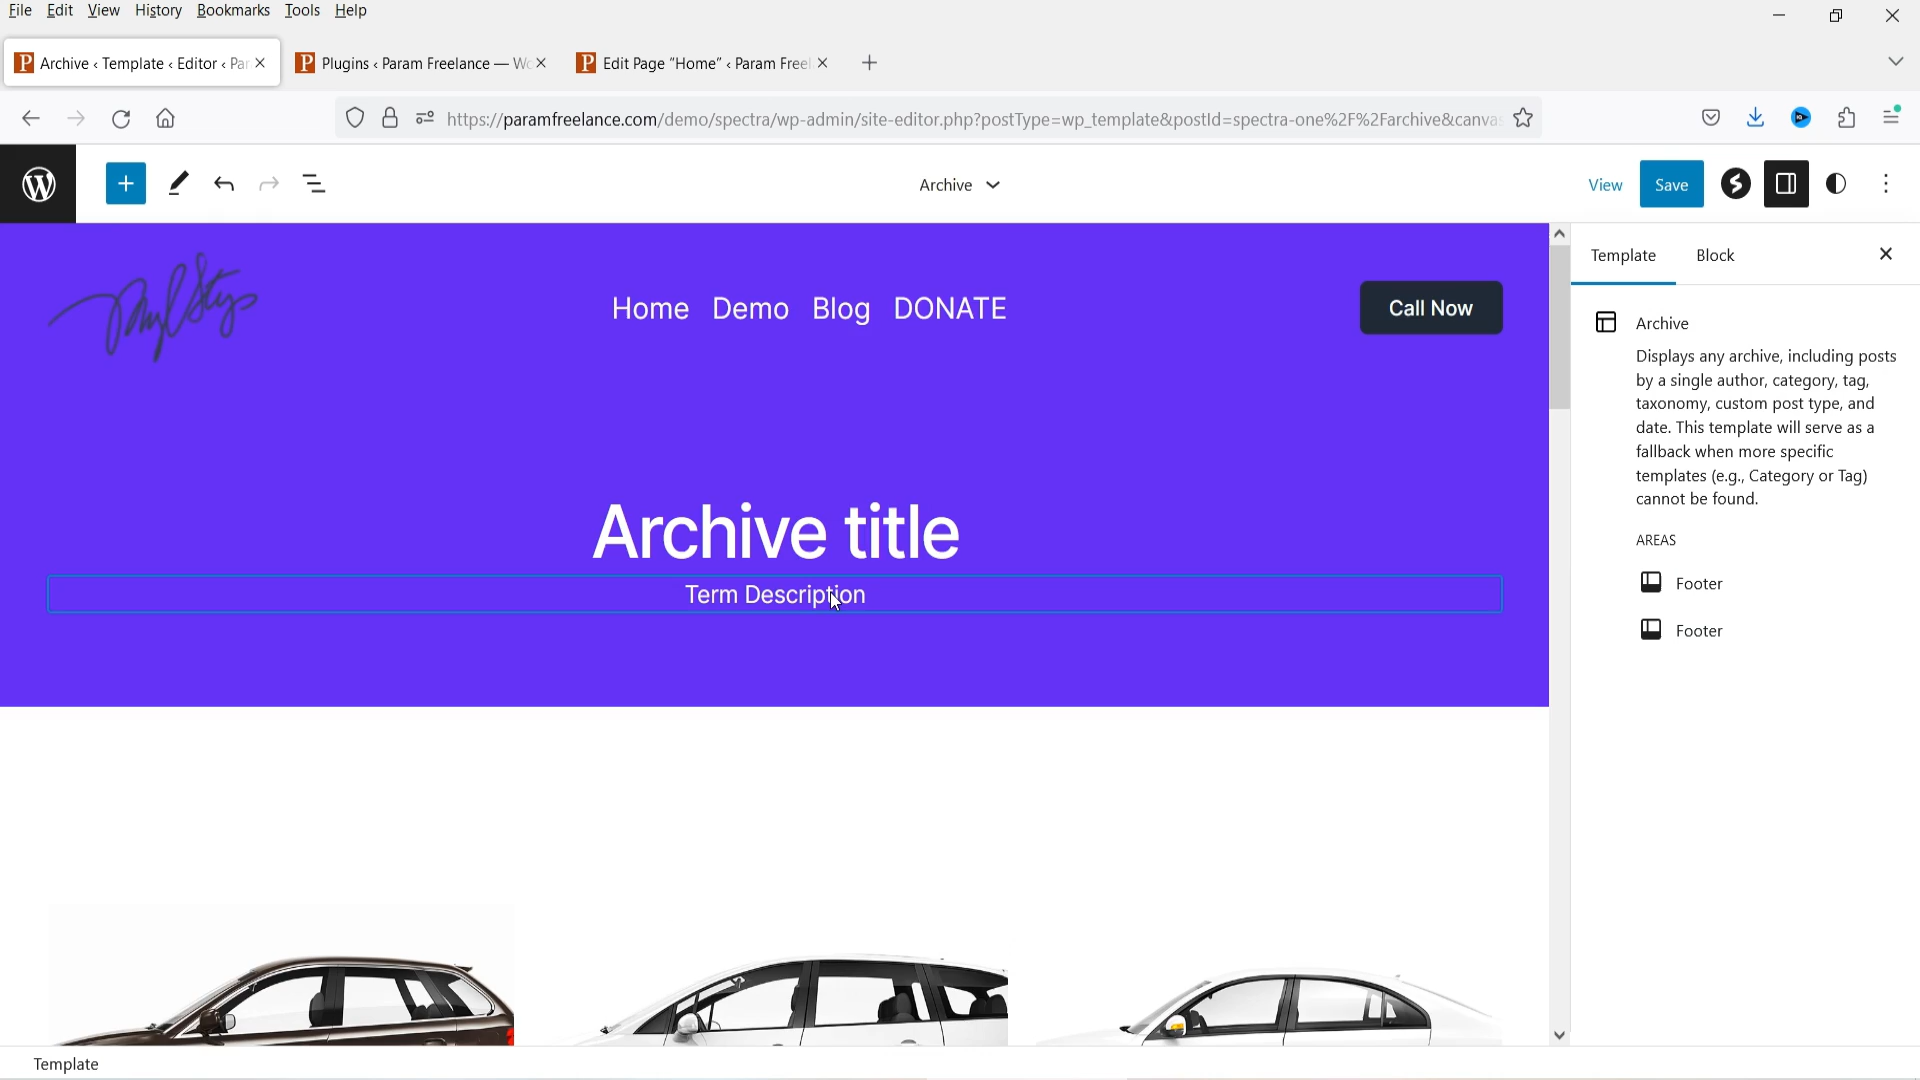 File Edit View History Bookmarks Tools Help
Archive ‹ Template ‹ Editor ‹ Par
Plugins ‹ Param Freelance — Wo
Edit Page "Home" ‹ Param Freel
https://paramfreelance.com/demo/spectra/wp-admin/site-editor.php?postType=wp_template&postId=spectra-one%2F%2Farchive&canvas
Archive
View Save
Home Demo Blog DONATE
Call Now
Archive title
Term Description
Template Block
Archive
Displays any archive, including posts
by a single author, category, tag,
taxonomy, custom post type, and
date. This template will serve as a
fallback when more specific
templates (e.g., Category or Tag)
cannot be found.
AREAS
Footer
Footer
Template